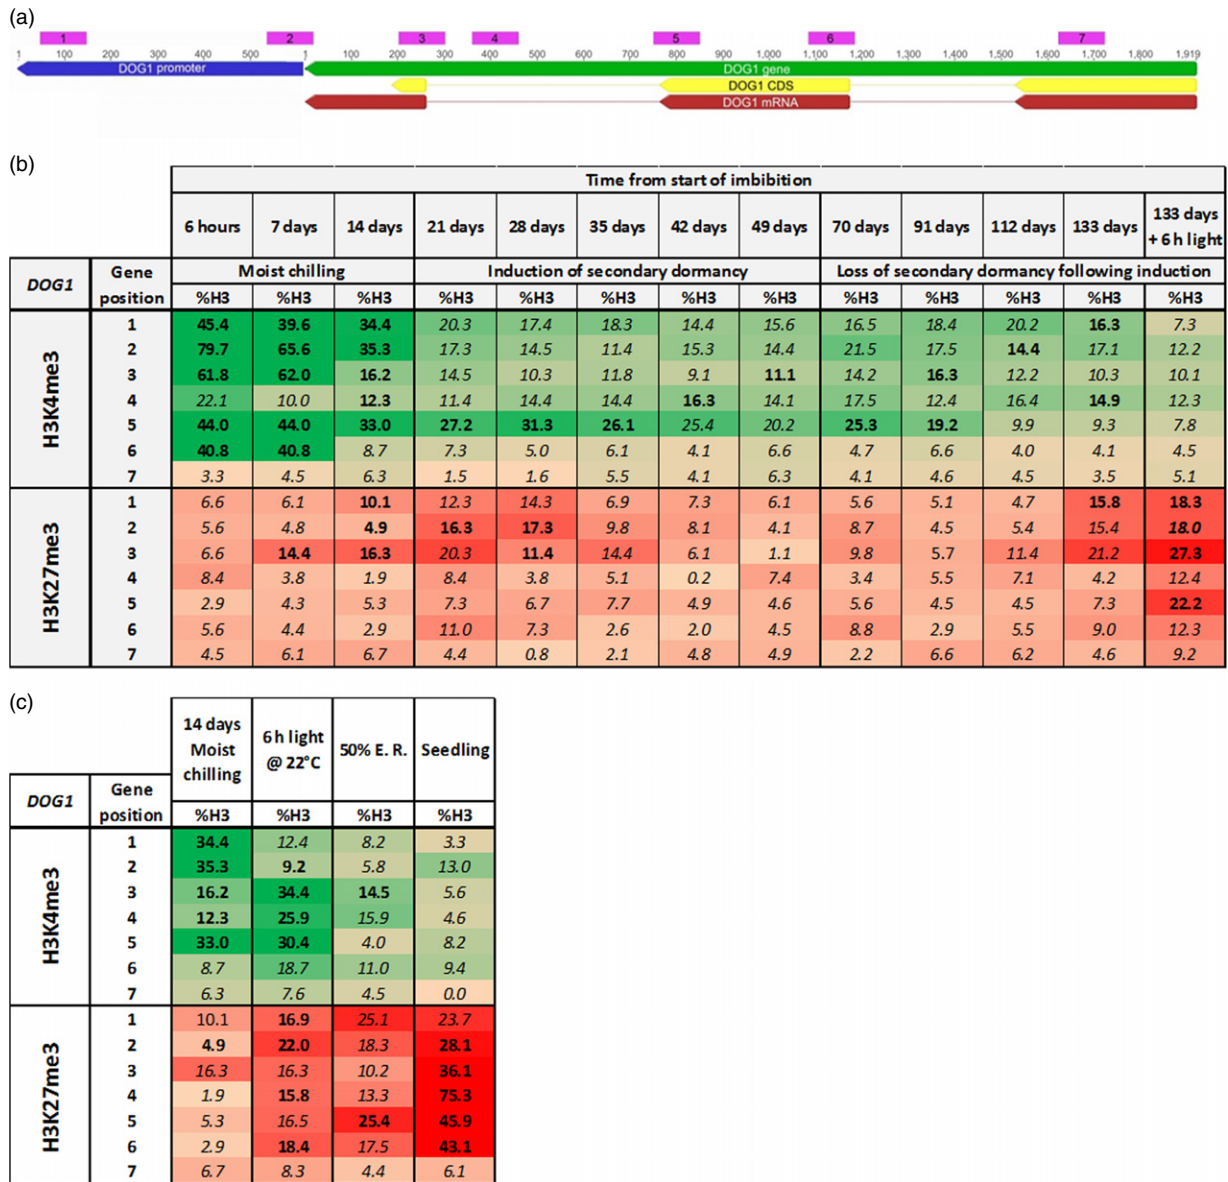 (a)
1 2 3 4 5 6 7
1 100 200 300 400 500 600 1 100 200 300 400 500 600 700 800 900 1,000 1,100 1,200 1,300 1,400 1,500 1,600 1,700 1,800 1,919
DOG1 promoter DOG1 gene
DOG1 CDS
DOG1 mRNA
(b)
Time from start of imbibition
6 hours 7 days 14 days 21 days 28 days 35 days 42 days 49 days 70 days 91 days 112 days 133 days 133 days + 6 h light
DOG1 Gene position Moist chilling Induction of secondary dormancy Loss of secondary dormancy following induction
%H3 %H3 %H3 %H3 %H3 %H3 %H3 %H3 %H3 %H3 %H3 %H3 %H3
H3K4me3
1 45.4 39.6 34.4 20.3 17.4 18.3 14.4 15.6 16.5 18.4 20.2 16.3 7.3
2 79.7 65.6 35.3 17.3 14.5 11.4 15.3 14.4 21.5 17.5 14.4 17.1 12.2
3 61.8 62.0 16.2 14.5 10.3 11.8 9.1 11.1 14.2 16.3 12.2 10.3 10.1
4 22.1 10.0 12.3 11.4 14.4 14.4 16.3 14.1 17.5 12.4 16.4 14.9 12.3
5 44.0 44.0 33.0 27.2 31.3 26.1 25.4 20.2 25.3 19.2 9.9 9.3 7.8
6 40.8 40.8 8.7 7.3 5.0 6.1 4.1 6.6 4.7 6.6 4.0 4.1 4.5
7 3.3 4.5 6.3 1.5 1.6 5.5 4.1 6.3 4.1 4.6 4.5 3.5 5.1
H3K27me3
1 6.6 6.1 10.1 12.3 14.3 6.9 7.3 6.1 5.6 5.1 4.7 15.8 18.3
2 5.6 4.8 4.9 16.3 17.3 9.8 8.1 4.1 8.7 4.5 5.4 15.4 18.0
3 6.6 14.4 16.3 20.3 11.4 14.4 6.1 1.1 9.8 5.7 11.4 21.2 27.3
4 8.4 3.8 1.9 8.4 3.8 5.1 0.2 7.4 3.4 5.5 7.1 4.2 12.4
5 2.9 4.3 5.3 7.3 6.7 7.7 4.9 4.6 5.6 4.5 4.5 7.3 22.2
6 5.6 4.4 2.9 11.0 7.3 2.6 2.0 4.5 8.8 2.9 5.5 9.0 12.3
7 4.5 6.1 6.7 4.4 0.8 2.1 4.8 4.9 2.2 6.6 6.2 4.6 9.2
(c)
14 days Moist chilling 6 h light @ 22°C 50% E. R. Seedling
DOG1 Gene position %H3 %H3 %H3 %H3
H3K4me3
1 34.4 12.4 8.2 3.3
2 35.3 9.2 5.8 13.0
3 16.2 34.4 14.5 5.6
4 12.3 25.9 15.9 4.6
5 33.0 30.4 4.0 8.2
6 8.7 18.7 11.0 9.4
7 6.3 7.6 4.5 0.0
H3K27me3
1 10.1 16.9 25.1 23.7
2 4.9 22.0 18.3 28.1
3 16.3 16.3 10.2 36.1
4 1.9 15.8 13.3 75.3
5 5.3 16.5 25.4 45.9
6 2.9 18.4 17.5 43.1
7 6.7 8.3 4.4 6.1